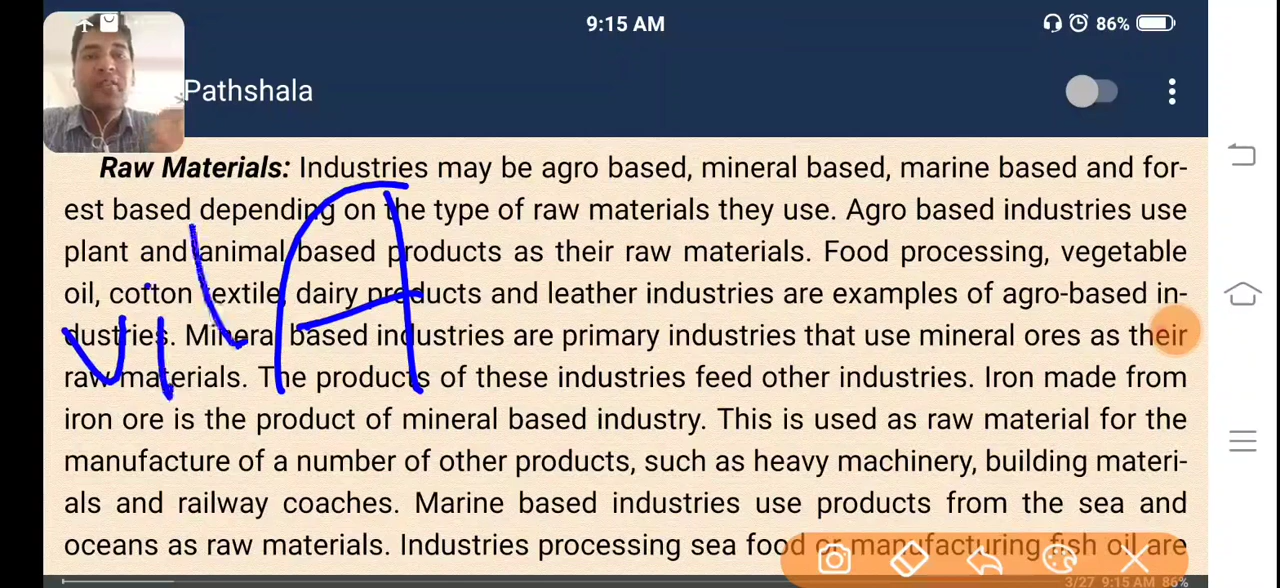 9:15 AM
86%
Pathshala
Raw Materials: Industries may be agro based, mineral based, marine based and for-
est based depending on the type of raw materials they use. Agro based industries use
plant and animal based products as their raw materials. Food processing, vegetable
oil, cotton textile, dairy products and leather industries are examples of agro-based in-
dustries. Mineral based industries are primary industries that use mineral ores as their
raw materials. The products of these industries feed other industries. Iron made from
iron ore is the product of mineral based industry. This is used as raw material for the
manufacture of a number of other products, such as heavy machinery, building materi-
als and railway coaches. Marine based industries use products from the sea and
oceans as raw materials. Industries processing sea food or manufacturing fish oil are
3/27 9:15 AM 86%